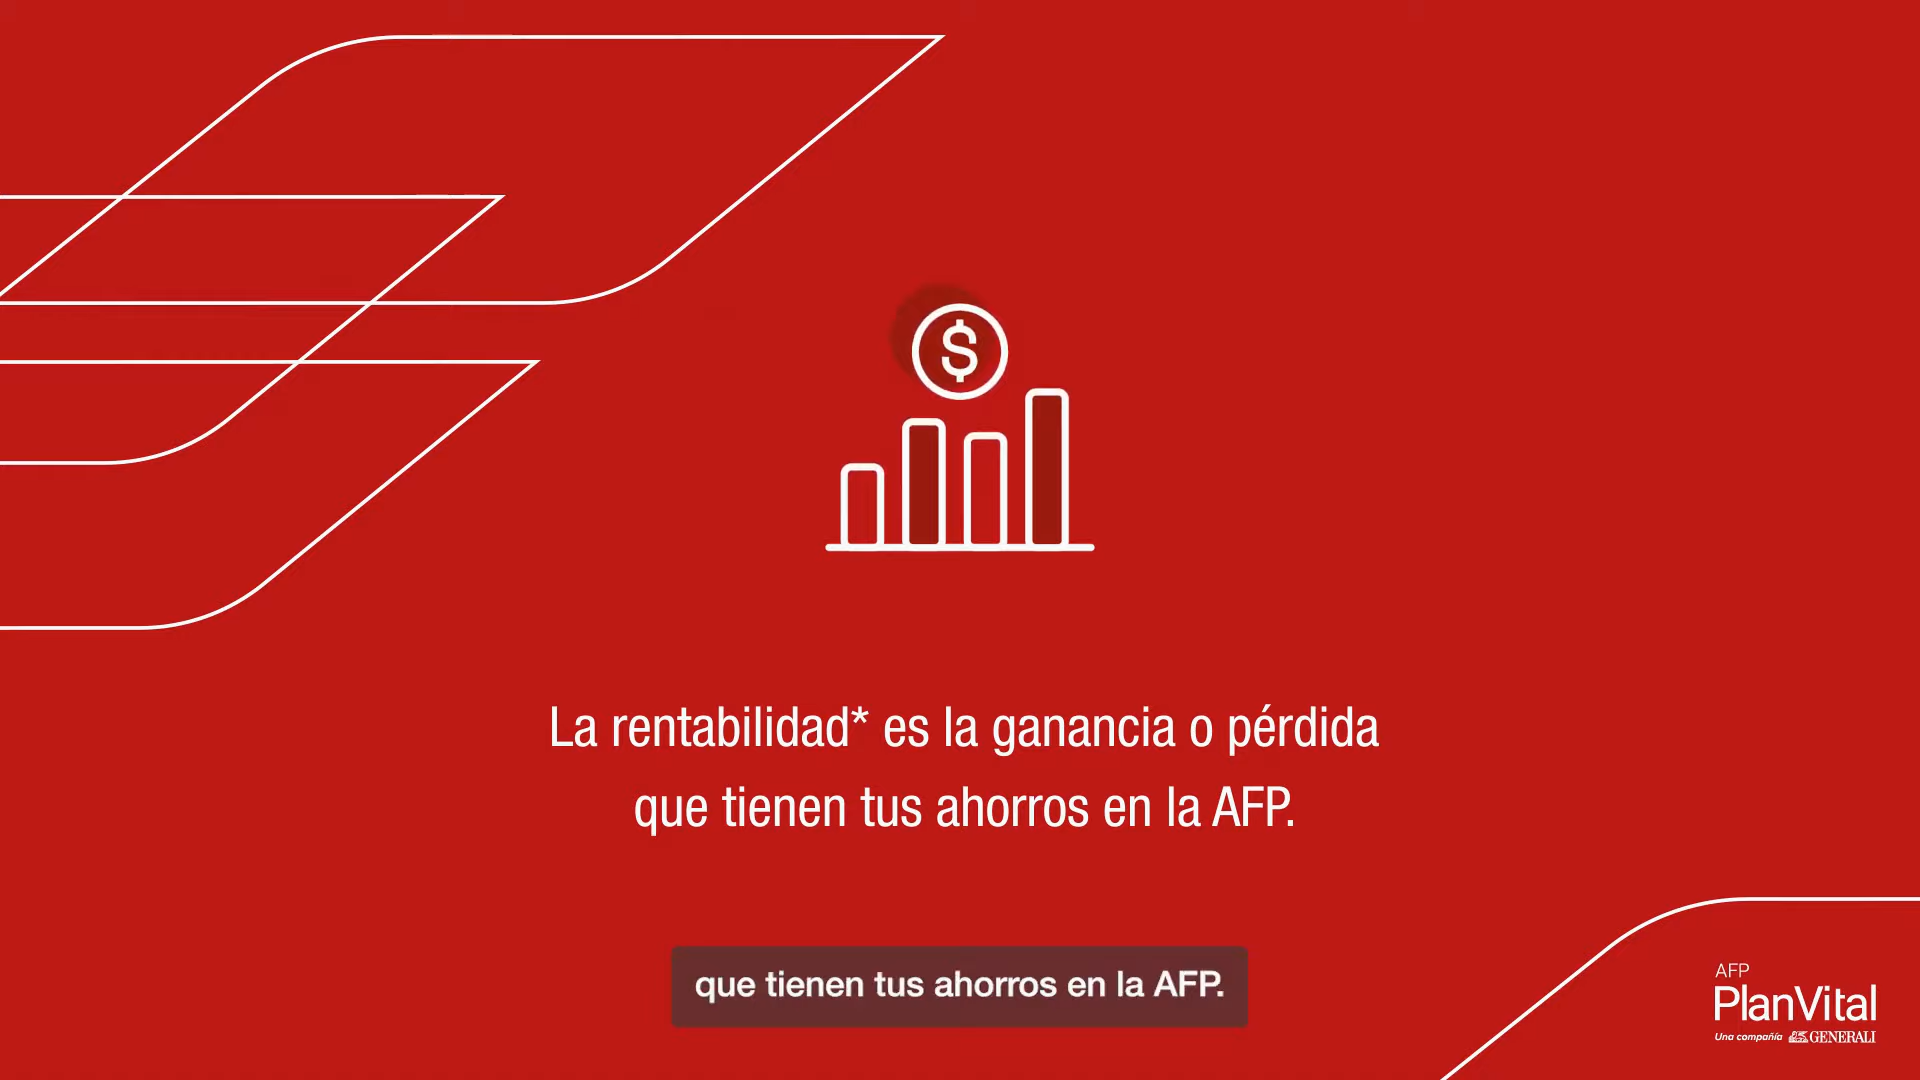 $
La rentabilidad* es la ganancia o pérdida
que tienen tus ahorros en la AFP.
que tienen tus ahorros en la AFP.
AFP
PlanVital
Una compañía GENERALI